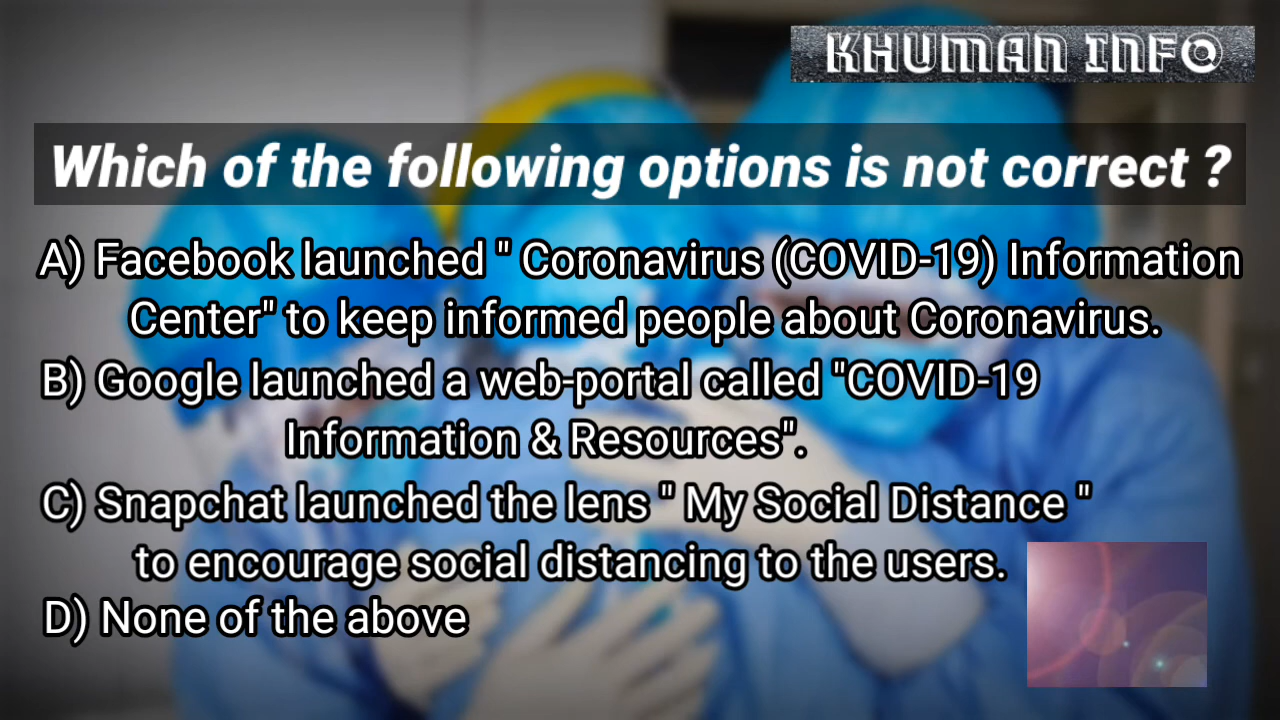 KHUMAN INFO
Which of the following options is not correct ?
A) Facebook launched " Coronavirus (COVID-19) Information
Center" to keep informed people about Coronavirus.
B) Google launched a web-portal called "COVID-19
Information & Resources".
C) Snapchat launched the lens " My Social Distance "
to encourage social distancing to the users.
D) None of the above